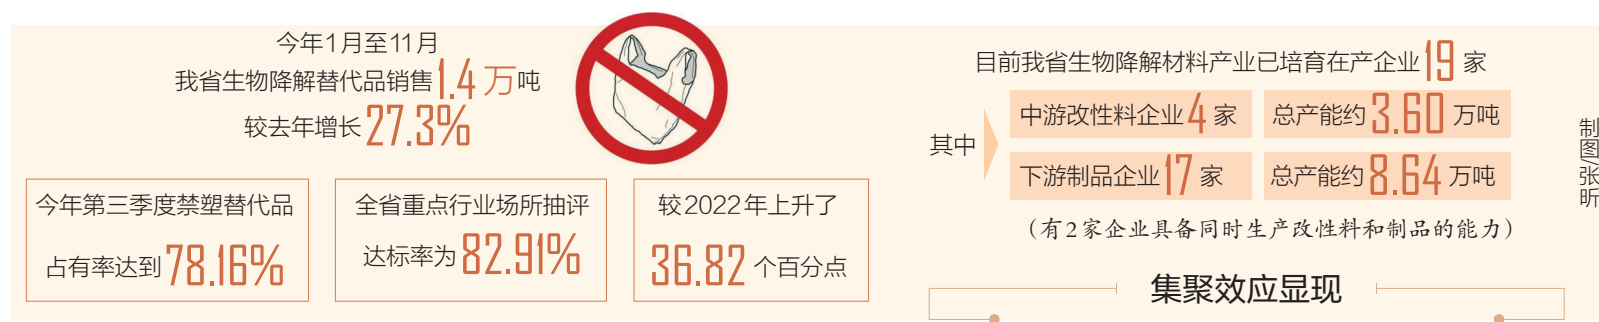 今年1月至11月
我省生物降解替代品销售1.4万吨
较去年增长27.3%
今年第三季度禁塑替代品
占有率达到78.16%
全省重点行业场所抽评
达标率为82.91%
较2022年上升了
36.82个百分点
目前我省生物降解材料产业已培育在产企业19家
其中
中游改性料企业4家
总产能约3.60万吨
下游制品企业17家
总产能约8.64万吨
（有2家企业具备同时生产改性料和制品的能力）
集聚效应显现
制图/张昕